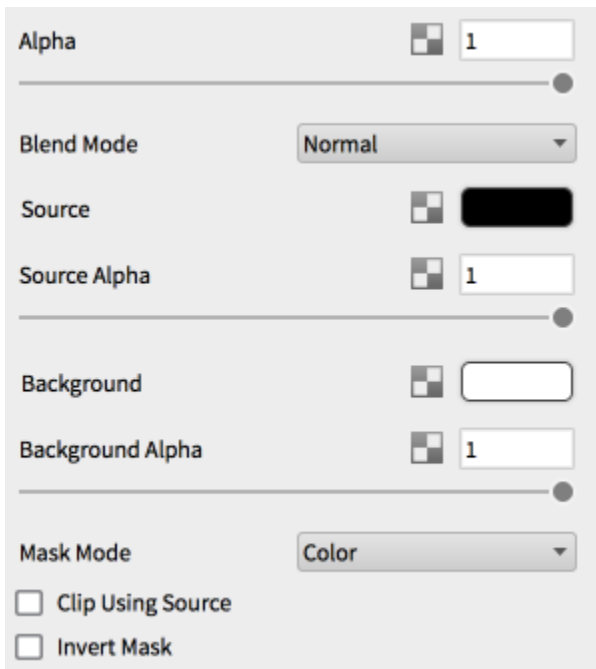 Alpha 1
Blend Mode Normal
Source
Source Alpha 1
Background
Background Alpha 1
Mask Mode Color
Clip Using Source
Invert Mask